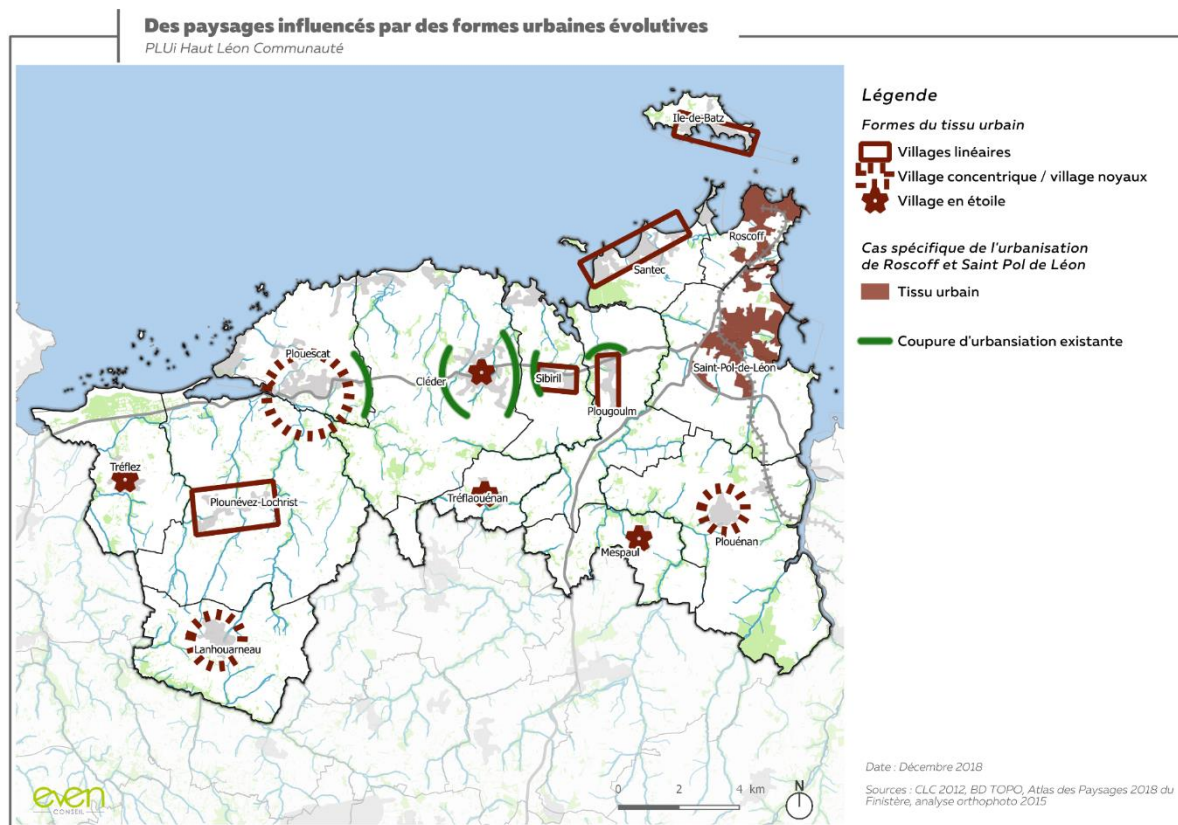 Des paysages influencés par des formes urbaines évolutives
PLUi Haut Léon Communauté
Légende
Formes du tissu urbain
Villages linéaires
Village concentrique / village noyaux
Village en étoile
Cas spécifique de l'urbanisation
de Roscoff et Saint Pol de Léon
Tissu urbain
Coupure d'urbansiation existante
Ile-de-Batz
Roscoff
Santec
Plouescat
Cléder
Sibiril
Saint-Pol-de-Léon
Plougoulm
Tréflez
Plounévez-Lochrist
Tréflaouénan
Mespaul
Plouénan
Lanhouarneau
Date : Décembre 2018
Sources : CLC 2012, BD TOPO, Atlas des Paysages 2018 du
Finistère, analyse orthophoto 2015
even
CONSEIL
0 2 4 km
N